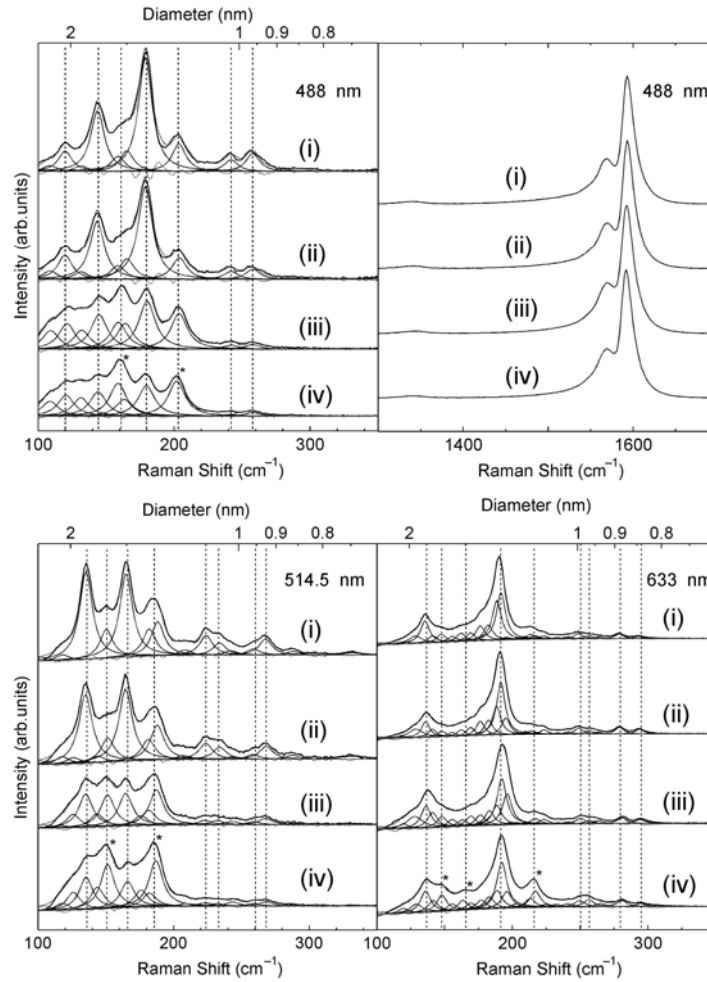 Diameter (nm)
2 1 0.9 0.8
488 nm 488 nm
(i) (i)
(ii) (ii)
(iii) (iii)
* *
(iv) (iv)
Intensity (arb.units)
100 200 300 1400 1600
Raman Shift (cm⁻¹) Raman Shift (cm⁻¹)
Diameter (nm) Diameter (nm)
2 1 0.9 0.8 2 1 0.9 0.8
514.5 nm 633 nm
(i) (i)
(ii) (ii)
(iii) (iii)
* * * * *
(iv) (iv)
Intensity (arb.units)
100 200 300 100 200 300
Raman Shift (cm⁻¹) Raman Shift (cm⁻¹)